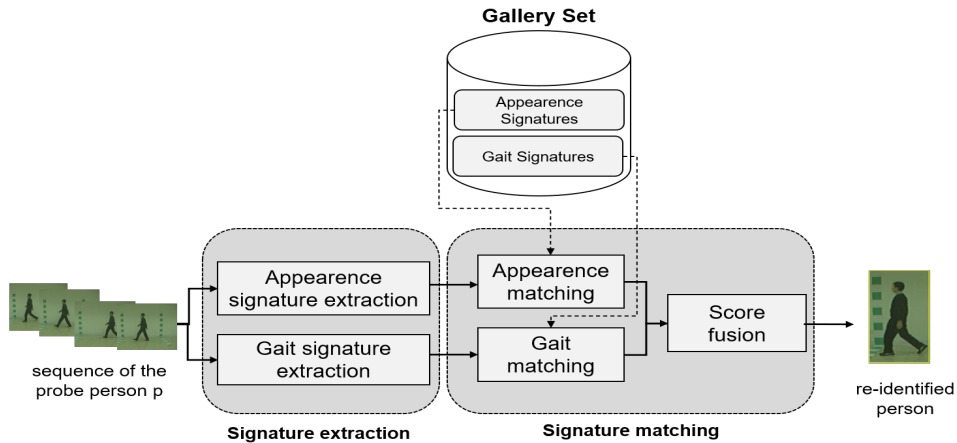 Gallery Set
Appearence
Signatures
Gait Signatures
Appearence
signature extraction
Appearence
matching
Score
fusion
Gait signature
extraction
Gait
matching
sequence of the
probe person p
re-identified
person
Signature extraction
Signature matching